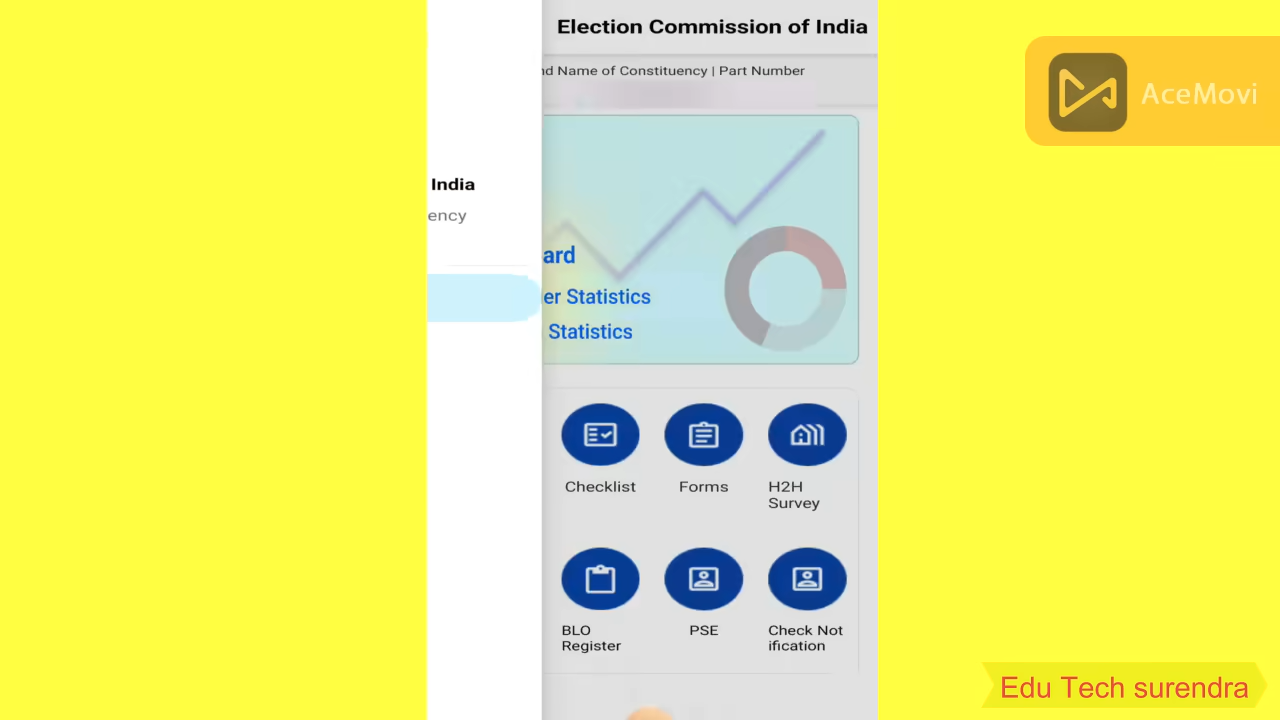 Election Commission of India
nd Name of Constituency | Part Number
AceMovi
India
ency
ard
er Statistics
Statistics
Checklist
Forms
H2H
Survey
BLO
Register
PSE
Check Not
ification
Edu Tech surendra